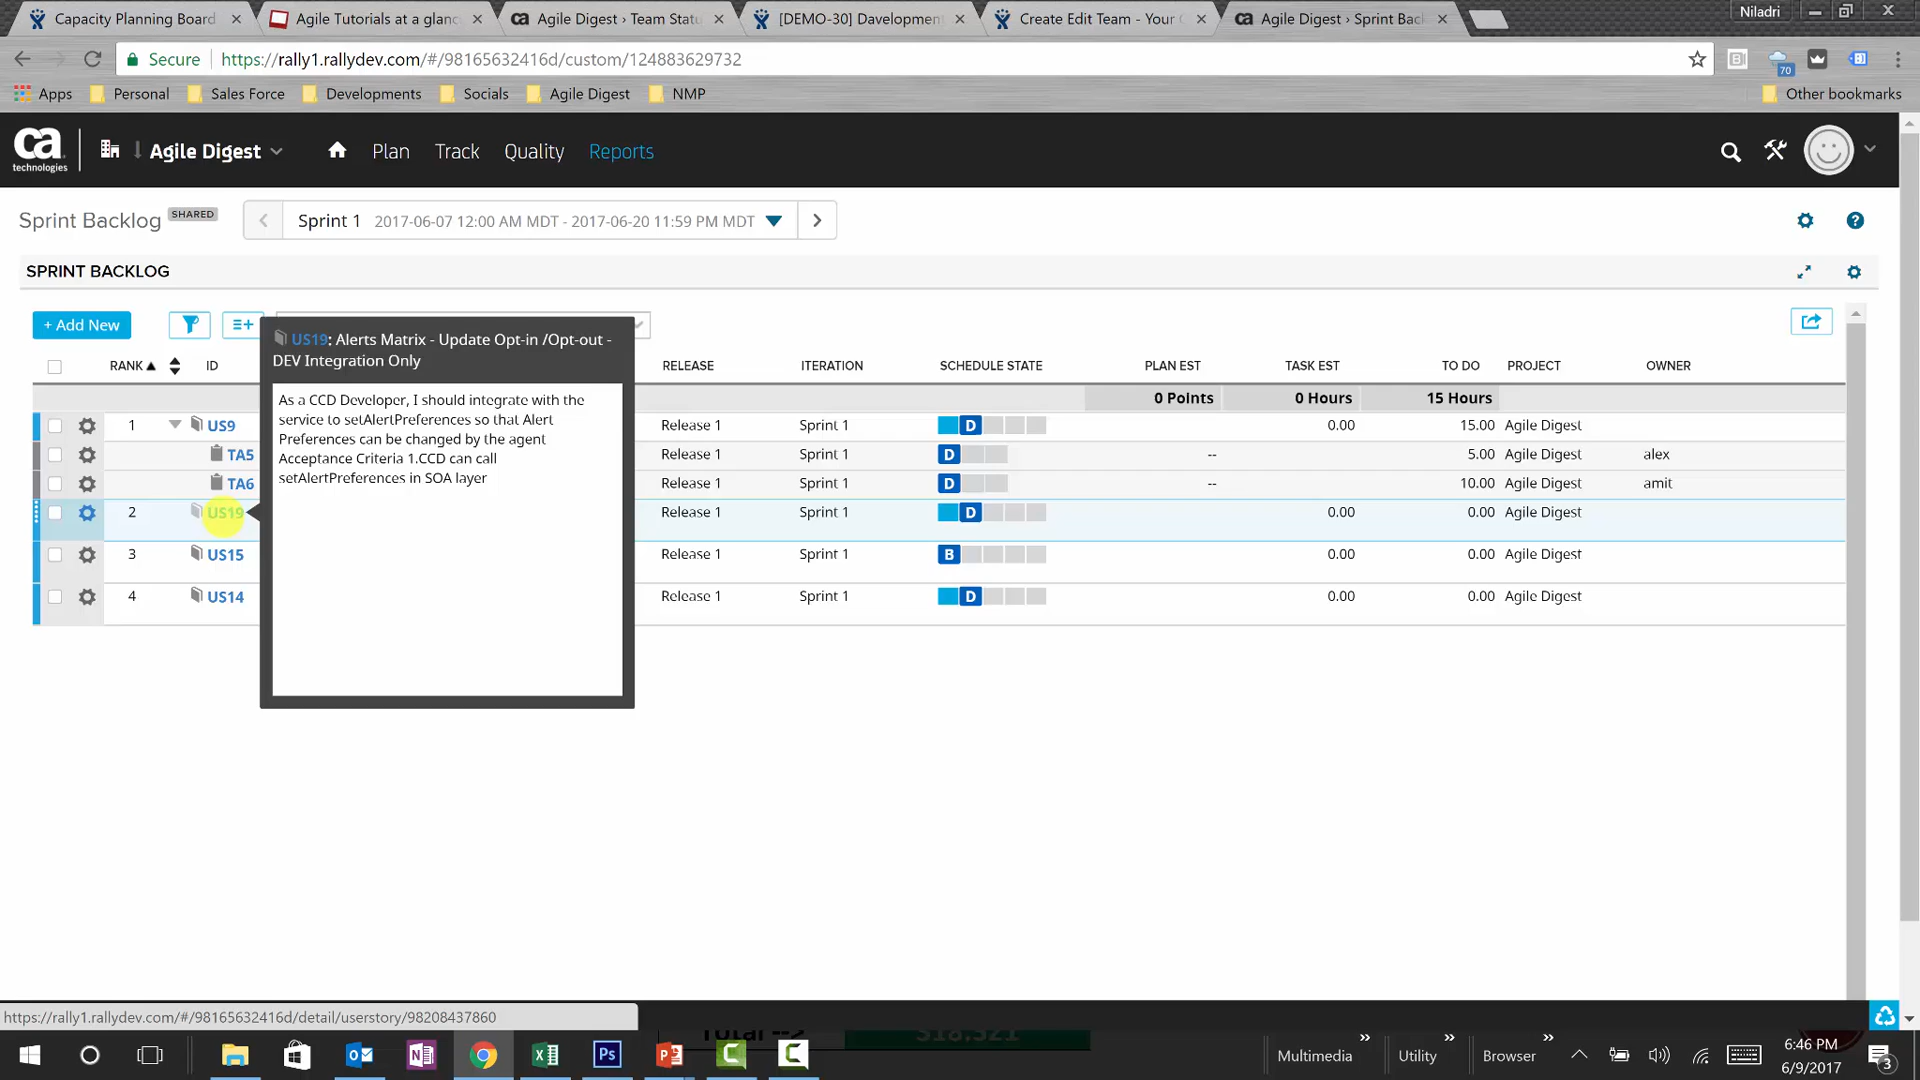 Capacity Planning Board
Agile Tutorials at a glanc
Agile Digest › Team Statu
[DEMO-30] Davelopmen
Create Edit Team - Your
Agile Digest › Sprint Bac
Niladri
Secure https://rally1.rallydev.com/#/98165632416d/custom/124883629732
70
Apps Personal Sales Force Developments Socials Agile Digest NMP Other bookmarks
ca technologies Agile Digest Plan Track Quality Reports
Sprint Backlog SHARED Sprint 1 2017-06-07 12:00 AM MDT - 2017-06-20 11:59 PM MDT
SPRINT BACKLOG
+ Add New
RANK ID RELEASE ITERATION SCHEDULE STATE PLAN EST TASK EST TO DO PROJECT OWNER
0 Points 0 Hours 15 Hours
1 US9 Release 1 Sprint 1 D 0.00 15.00 Agile Digest
TA5 Release 1 Sprint 1 D -- 5.00 Agile Digest alex
TA6 Release 1 Sprint 1 D -- 10.00 Agile Digest amit
2 US19 Release 1 Sprint 1 D 0.00 0.00 Agile Digest
3 US15 Release 1 Sprint 1 B 0.00 0.00 Agile Digest
4 US14 Release 1 Sprint 1 D 0.00 0.00 Agile Digest
US19: Alerts Matrix - Update Opt-in /Opt-out -
DEV Integration Only
As a CCD Developer, I should integrate with the
service to setAlertPreferences so that Alert
Preferences can be changed by the agent
Acceptance Criteria 1.CCD can call
setAlertPreferences in SOA layer
https://rally1.rallydev.com/#/98165632416d/detail/userstory/98208437860
Multimedia Utility Browser
6:46 PM
6/9/2017
3